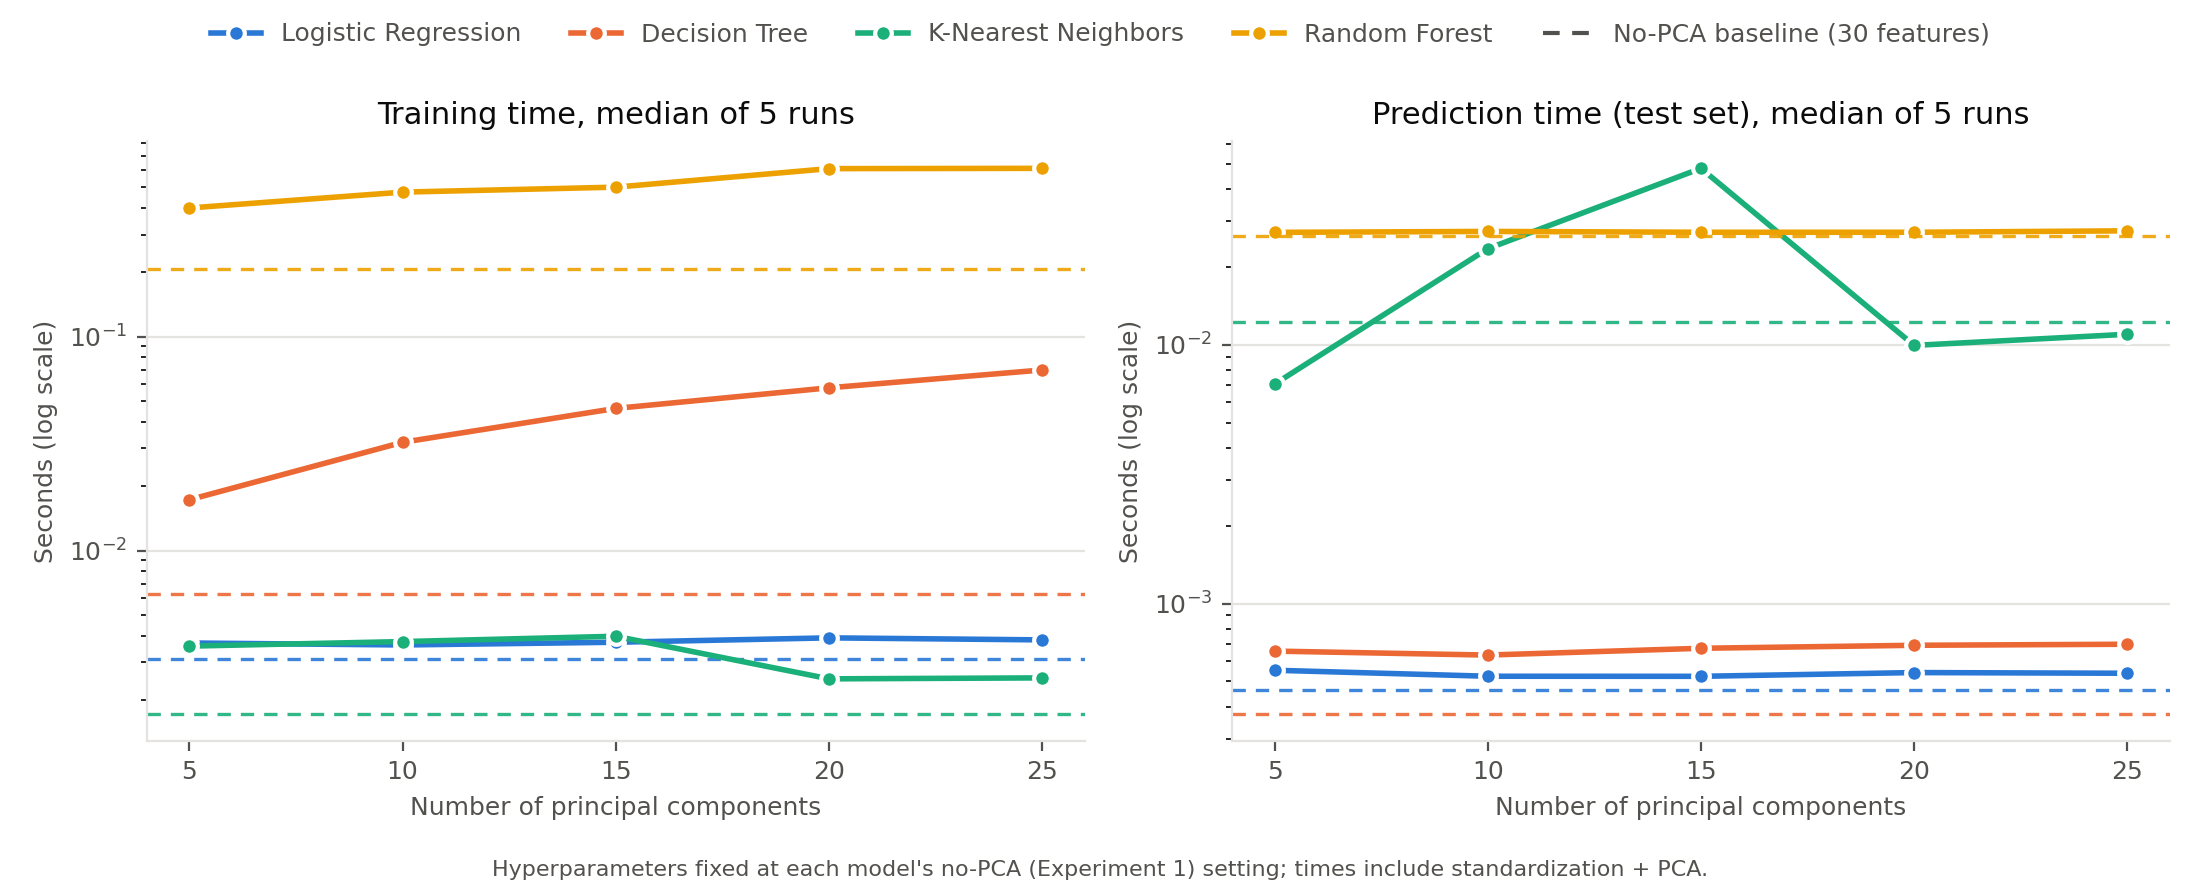 Logistic Regression Decision Tree K-Nearest Neighbors Random Forest No-PCA baseline (30 features)
Training time, median of 5 runs
Seconds (log scale)
10⁻¹
10⁻²
5 10 15 20 25
Number of principal components
Prediction time (test set), median of 5 runs
Seconds (log scale)
10⁻²
10⁻³
5 10 15 20 25
Number of principal components
Hyperparameters fixed at each model's no-PCA (Experiment 1) setting; times include standardization + PCA.